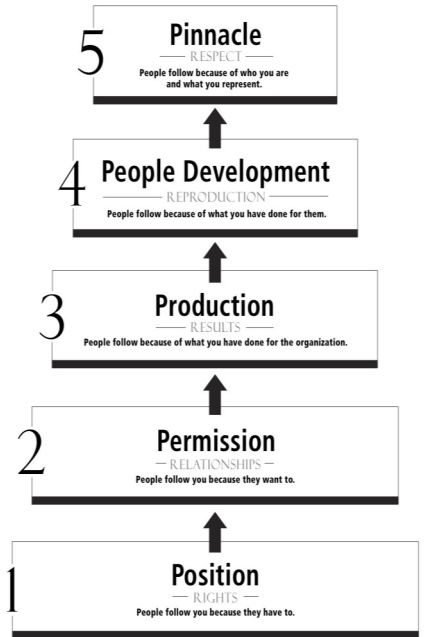 5
Pinnacle
RESPECT
People follow because of who you are
and what you represent.
4
People Development
REPRODUCTION
People follow because of what you have done for them.
3
Production
RESULTS
People follow because of what you have done for the organization.
2
Permission
RELATIONSHIPS
People follow you because they want to.
1
Position
RIGHTS
People follow you because they have to.